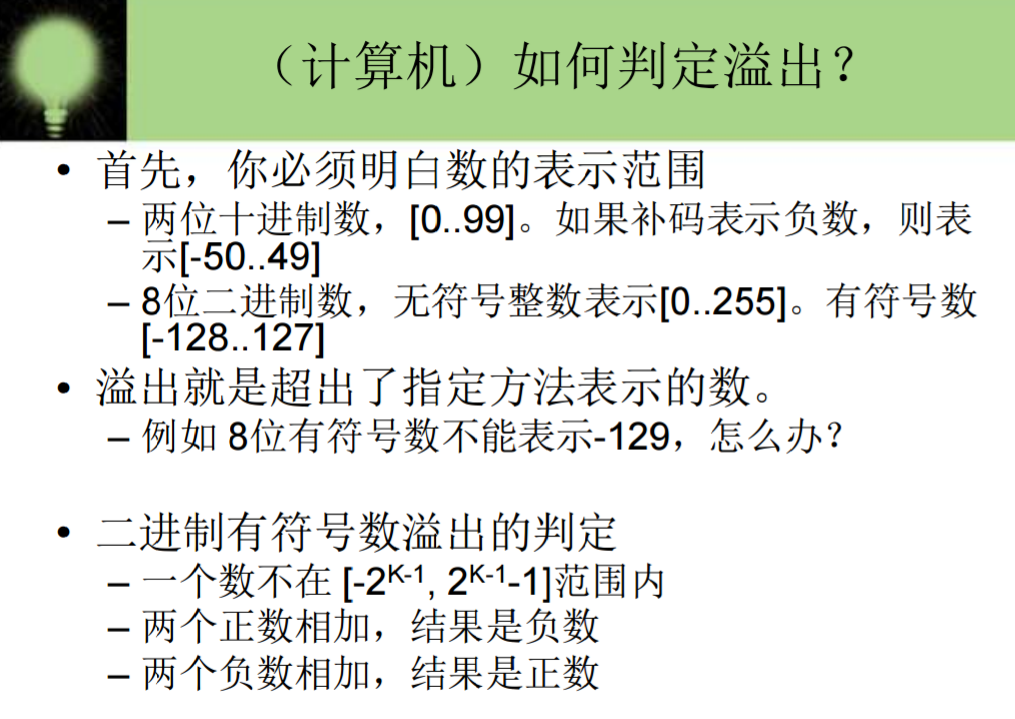 （计算机）如何判定溢出？
• 首先，你必须明白数的表示范围
– 两位十进制数，[0..99]。如果补码表示负数，则表
示[-50..49]
– 8位二进制数，无符号整数表示[0..255]。有符号数
[-128..127]
• 溢出就是超出了指定方法表示的数。
– 例如 8位有符号数不能表示-129，怎么办？
• 二进制有符号数溢出的判定
– 一个数不在 [-2ᴷ⁻¹, 2ᴷ⁻¹-1]范围内
– 两个正数相加，结果是负数
– 两个负数相加，结果是正数